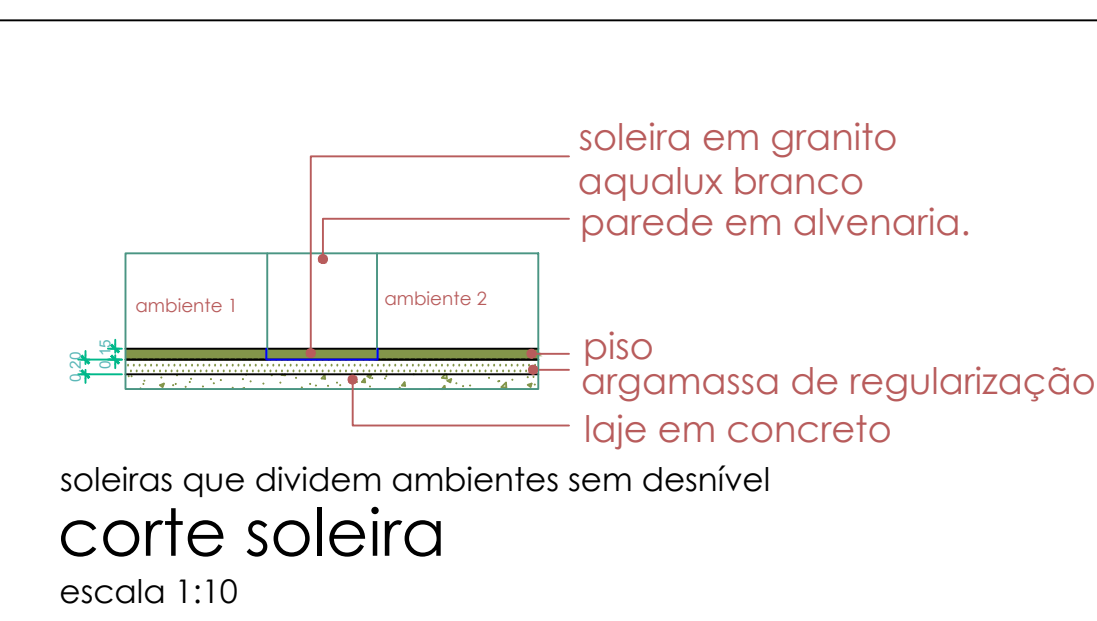 soleira em granito
aqualux branco
parede em alvenaria.
ambiente 1
ambiente 2
0,15
0,20
piso
argamassa de regularização
laje em concreto
soleiras que dividem ambientes sem desnível
corte soleira
escala 1:10